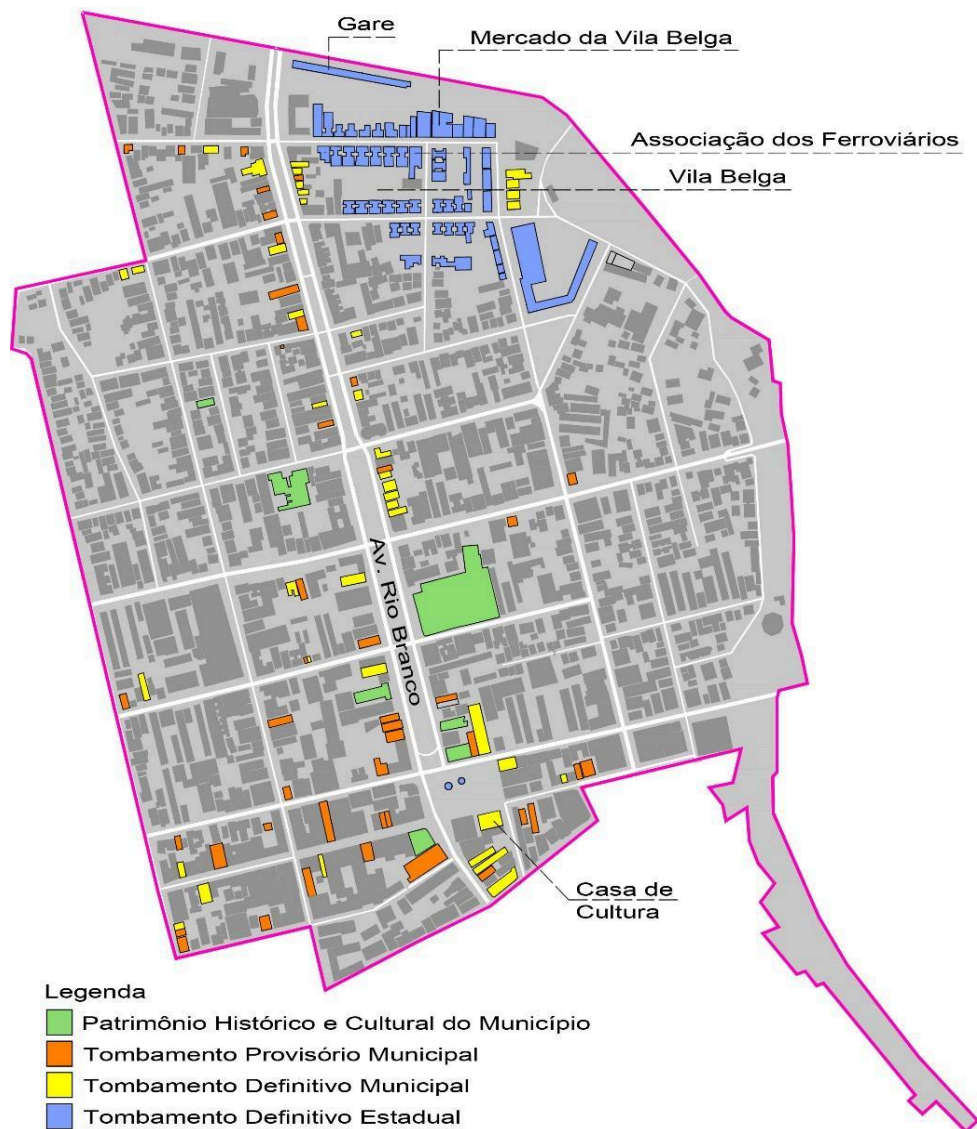 Gare
Mercado da Vila Belga
Associação dos Ferroviários
Vila Belga
Av. Rio Branco
Casa de
Cultura
Legenda
Patrimônio Histórico e Cultural do Município
Tombamento Provisório Municipal
Tombamento Definitivo Municipal
Tombamento Definitivo Estadual